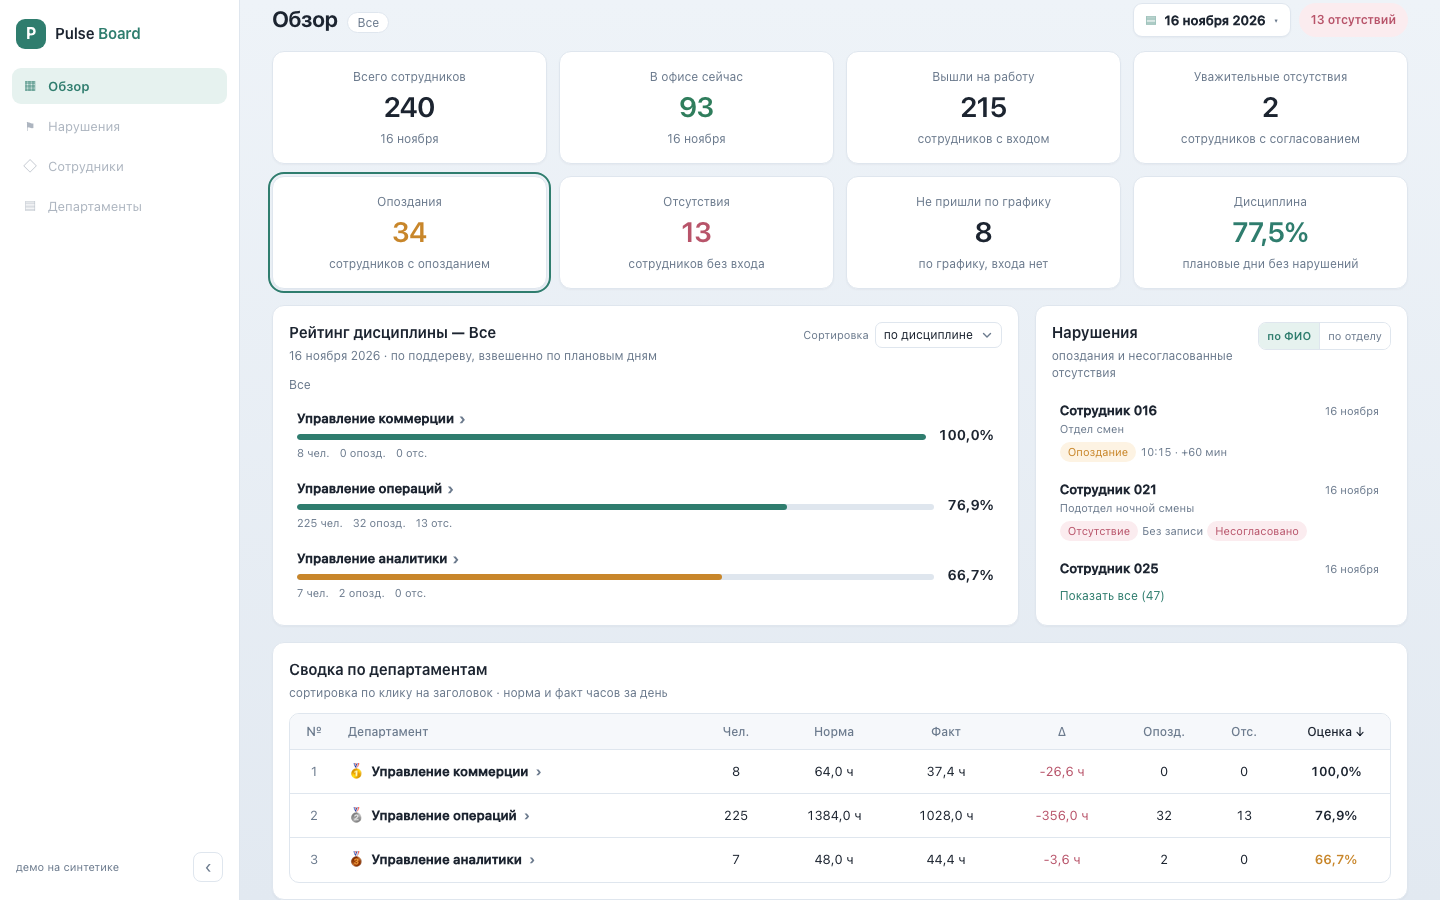 P Pulse Board
Обзор
Нарушения
Сотрудники
Департаменты
демо на синтетике
Обзор Все
16 ноября 2026
13 отсутствий
Всего сотрудников
240
16 ноября
В офисе сейчас
93
16 ноября
Вышли на работу
215
сотрудников с входом
Уважительные отсутствия
2
сотрудников с согласованием
Опоздания
34
сотрудников с опозданием
Отсутствия
13
сотрудников без входа
Не пришли по графику
8
по графику, входа нет
Дисциплина
77,5%
плановые дни без нарушений
Рейтинг дисциплины — Все
Сортировка по дисциплине
16 ноября 2026 · по поддереву, взвешенно по плановым дням
Все
Управление коммерции ›
100,0%
8 чел. 0 опозд. 0 отс.
Управление операций ›
76,9%
225 чел. 32 опозд. 13 отс.
Управление аналитики ›
66,7%
7 чел. 2 опозд. 0 отс.
Нарушения
по ФИО по отделу
опоздания и несогласованные
отсутствия
Сотрудник 016 16 ноября
Отдел смен
Опоздание 10:15 · +60 мин
Сотрудник 021 16 ноября
Подотдел ночной смены
Отсутствие Без записи Несогласовано
Сотрудник 025 16 ноября
Показать все (47)
Сводка по департаментам
сортировка по клику на заголовок · норма и факт часов за день
№ Департамент Чел. Норма Факт Δ Опозд. Отс. Оценка ↓
1 Управление коммерции › 8 64,0 ч 37,4 ч -26,6 ч 0 0 100,0%
2 Управление операций › 225 1384,0 ч 1028,0 ч -356,0 ч 32 13 76,9%
3 Управление аналитики › 7 48,0 ч 44,4 ч -3,6 ч 2 0 66,7%